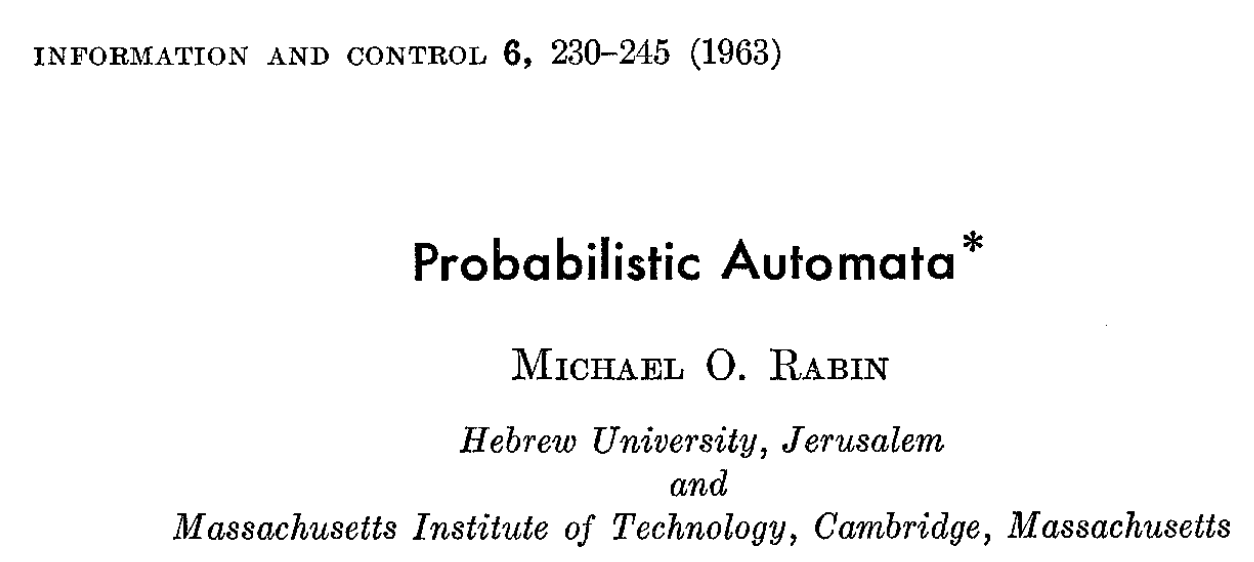 INFORMATION AND CONTROL 6, 230–245 (1963)
Probabilistic Automata*
MICHAEL O. RABIN
Hebrew University, Jerusalem
and
Massachusetts Institute of Technology, Cambridge, Massachusetts